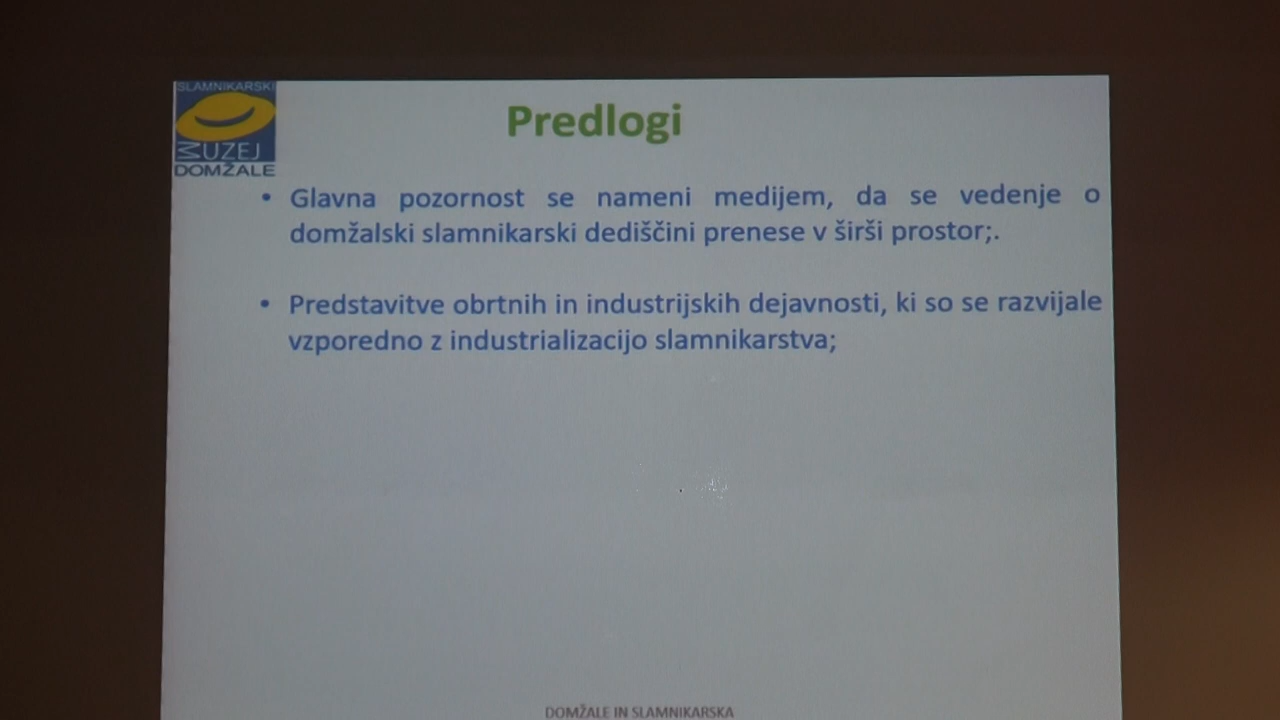 SLAMNIKARSKI
MUZEJ
DOMŽALE
Predlogi
• Glavna pozornost se nameni medijem, da se vedenje o
domžalski slamnikarski dediščini prenese v širši prostor;.
• Predstavitve obrtnih in industrijskih dejavnosti, ki so se razvijale
vzporedno z industrializacijo slamnikarstva;
DOMŽALE IN SLAMNIKARSKA